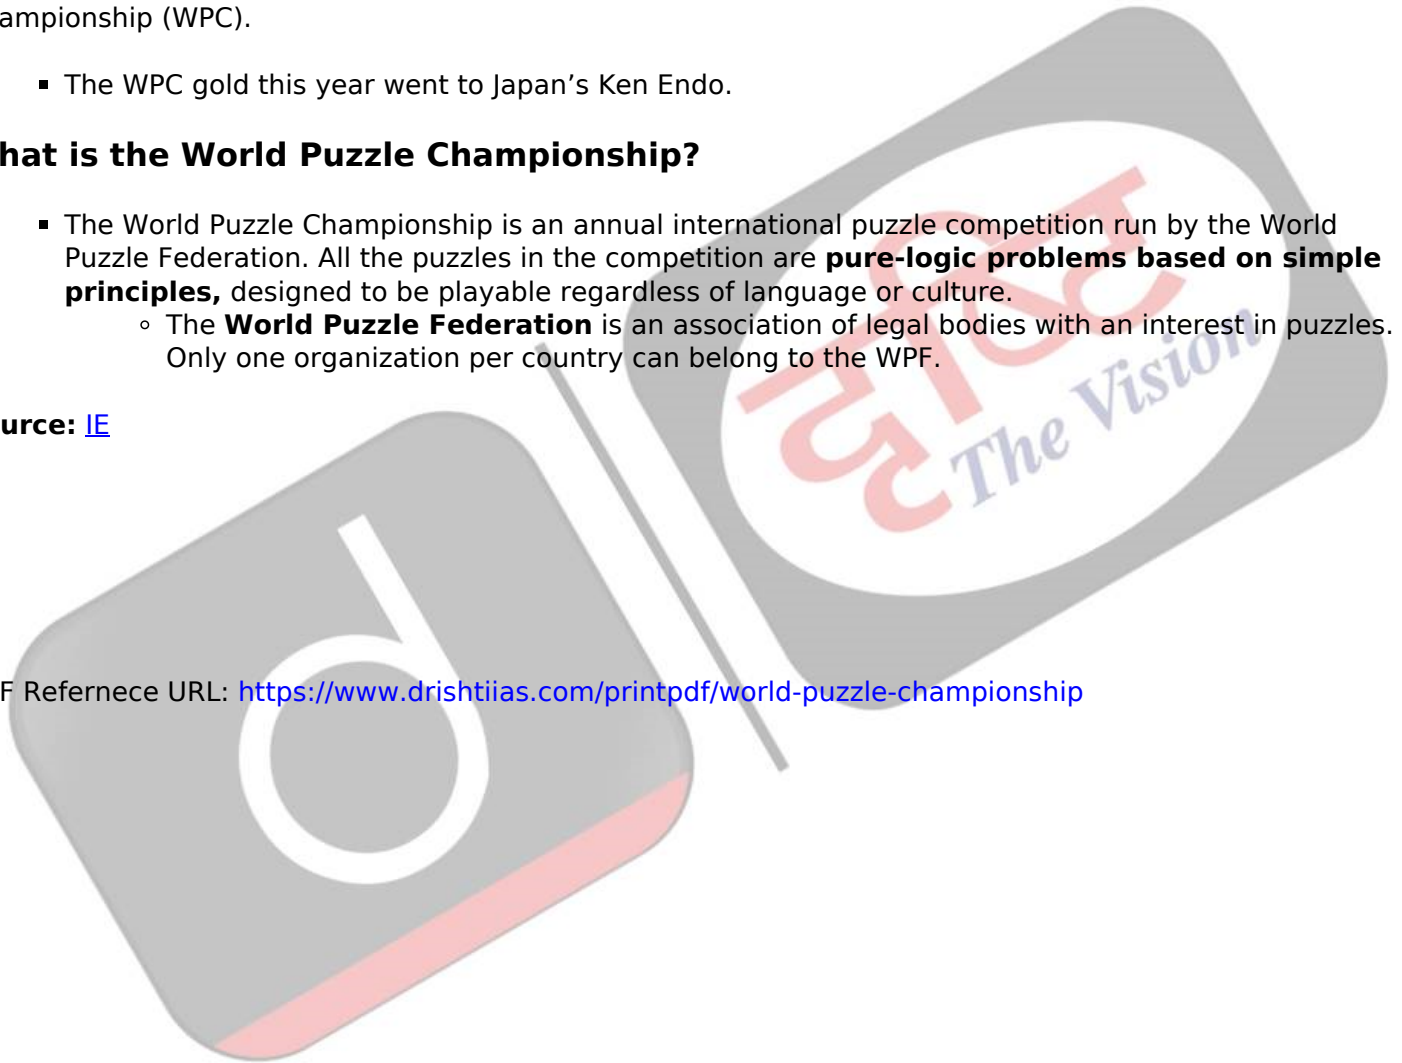 ampionship (WPC).
The WPC gold this year went to Japan’s Ken Endo.
hat is the World Puzzle Championship?
The World Puzzle Championship is an annual international puzzle competition run by the World
Puzzle Federation. All the puzzles in the competition are pure-logic problems based on simple
principles, designed to be playable regardless of language or culture.
The World Puzzle Federation is an association of legal bodies with an interest in puzzles.
Only one organization per country can belong to the WPF.
urce: IE
F Refernece URL: https://www.drishtiias.com/printpdf/world-puzzle-championship
दृष्टि
The Vision
d